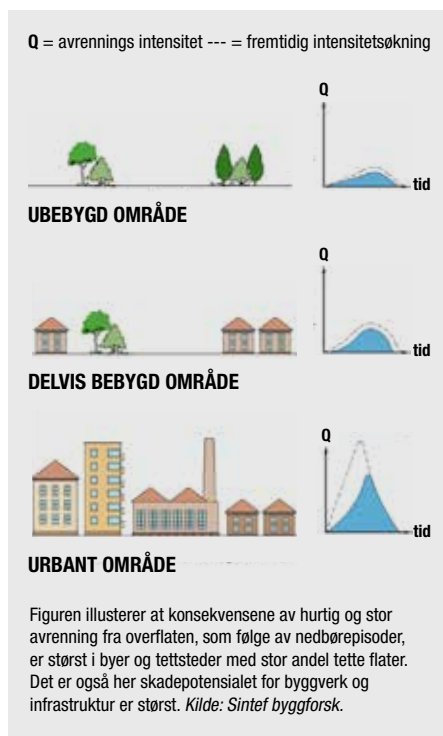 Q = avrennings intensitet --- = fremtidig intensitetsøkning
Q
tid
UBEBYGD OMRÅDE
Q
tid
DELVIS BEBYGD OMRÅDE
Q
tid
URBANT OMRÅDE
Figuren illustrerer at konsekvensene av hurtig og stor
avrenning fra overflaten, som følge av nedbørepisoder,
er størst i byer og tettsteder med stor andel tette flater.
Det er også her skadepotensialet for byggverk og
infrastruktur er størst. Kilde: Sintef byggforsk.